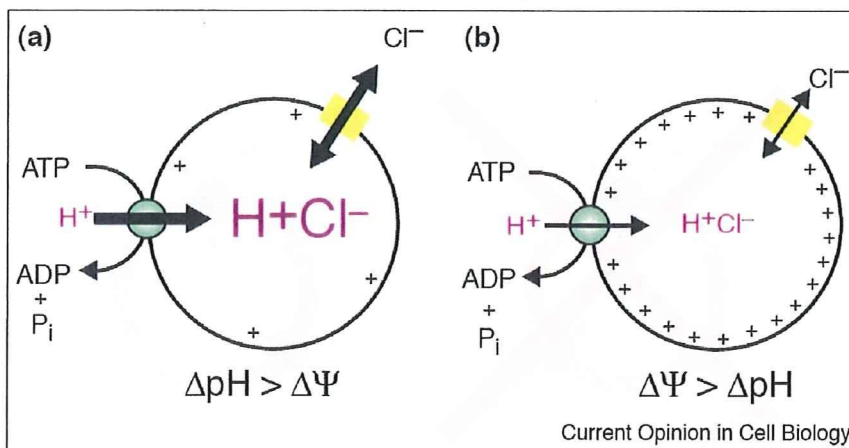 (a)
Cl⁻
+
+
ATP
H⁺
H+Cl⁻
ADP
+
Pᵢ
+
+
ΔpH > ΔΨ
(b)
Cl⁻
+ + + + + + + + + + + + + + + + + + + + + + + + +
ATP
H⁺
H+Cl⁻
ADP
+
Pᵢ
ΔΨ > ΔpH
Current Opinion in Cell Biology